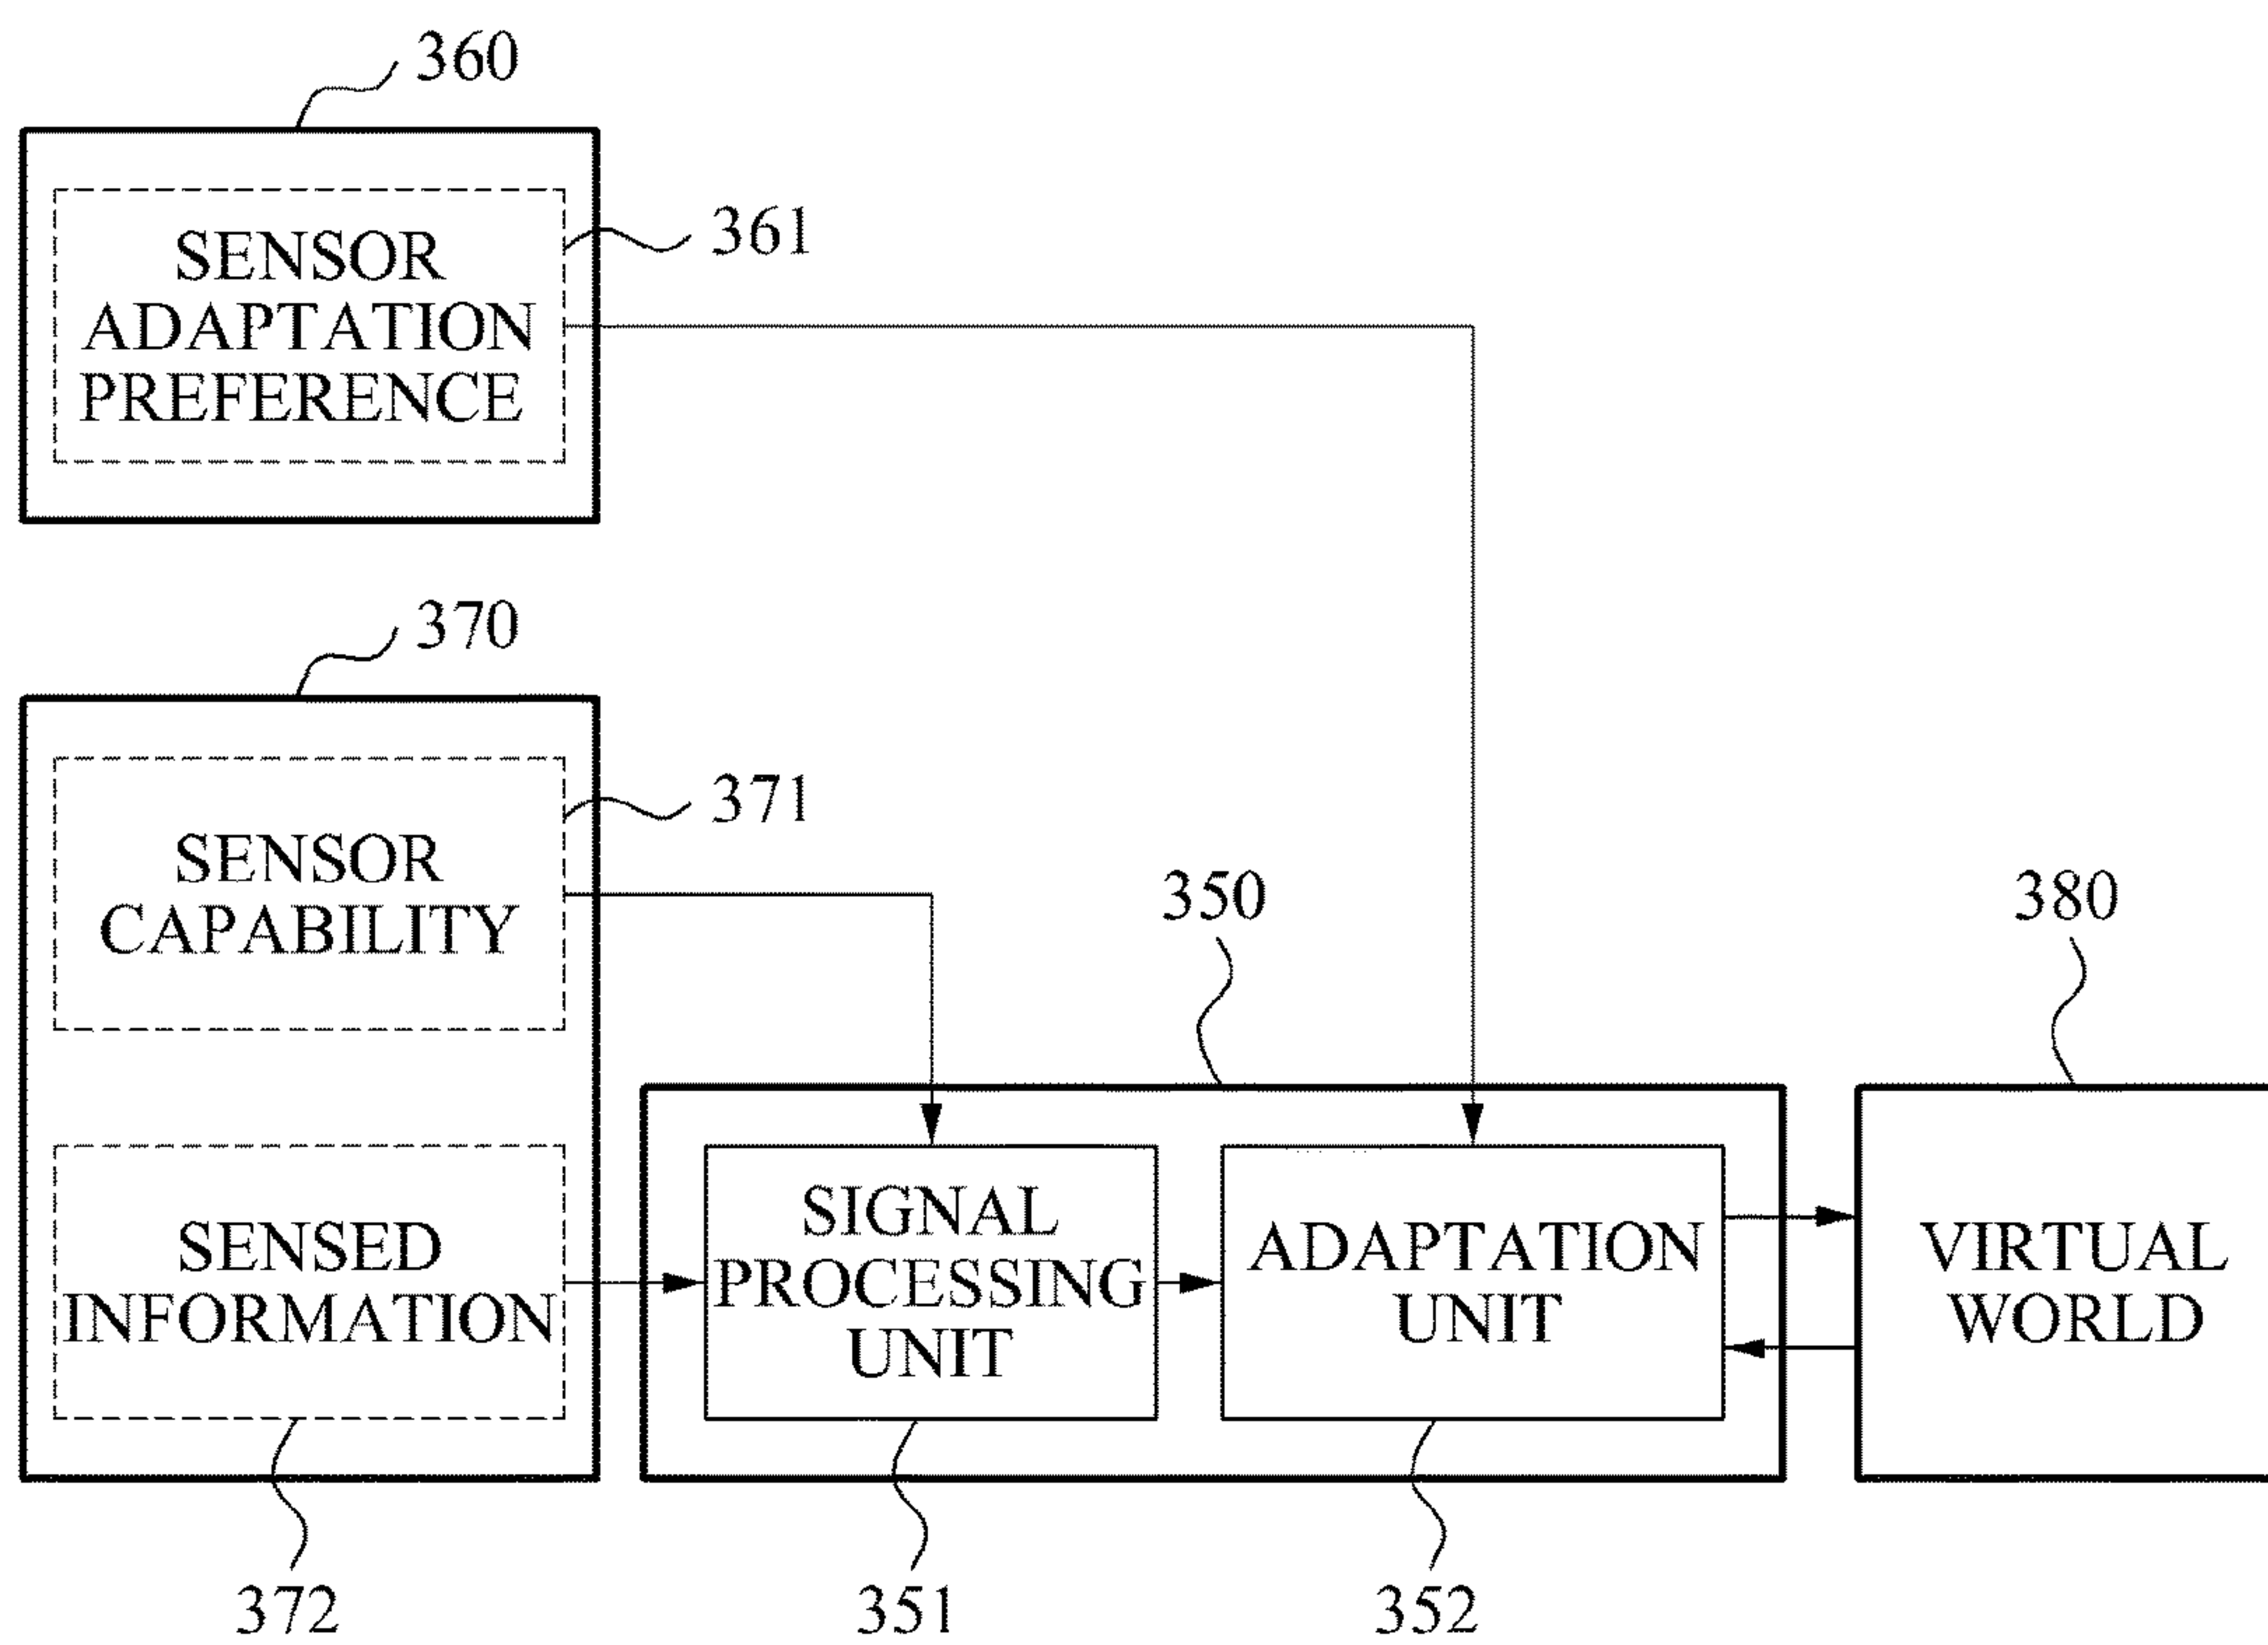 360
361
SENSOR
ADAPTATION
PREFERENCE
370
371
SENSOR
CAPABILITY
350
380
SENSED
INFORMATION
SIGNAL
PROCESSING
UNIT
ADAPTATION
UNIT
VIRTUAL
WORLD
372
351
352